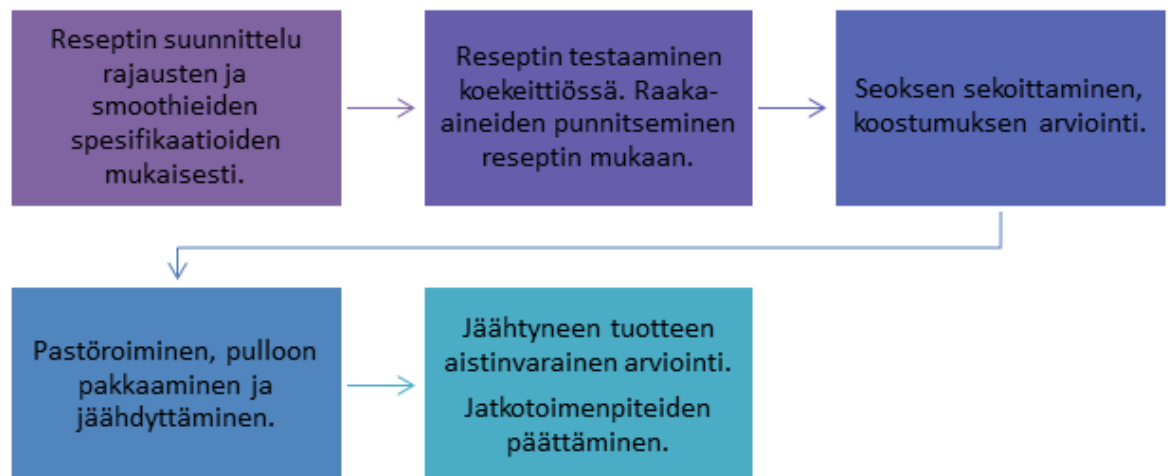 Reseptin suunnittelu
rajausten ja
smoothieiden
spesifikaatioiden
mukaisesti.
Reseptin testaaminen
koekeittiössä. Raaka-
aineiden punnitseminen
reseptin mukaan.
Seoksen sekoittaminen,
koostumuksen arviointi.
Pastöroiminen, pulloon
pakkaaminen ja
jäähdyttäminen.
Jäähtyneen tuotteen
aistinvarainen arviointi.
Jatkotoimenpiteiden
päättäminen.